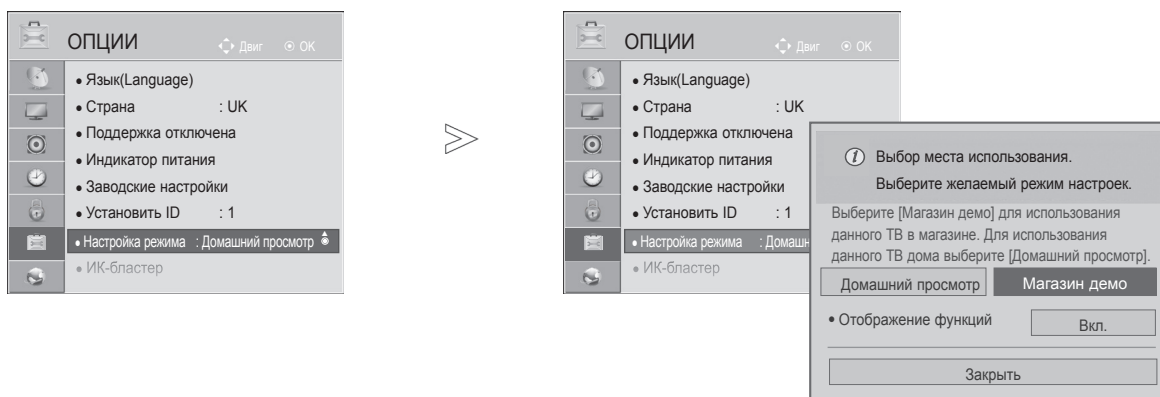 ОПЦИИ
Двиг
OK
• Язык(Language)
• Страна : UK
• Поддержка отключена
• Индикатор питания
• Заводские настройки
• Установить ID : 1
• Настройка режима : Домашний просмотр
• ИК-бластер
ОПЦИИ
Двиг
OK
• Язык(Language)
• Страна : UK
• Поддержка отключена
• Индикатор питания
• Заводские настройки
• Установить ID : 1
• Настройка режима : Домашн
• ИК-бластер
Выбор места использования.
Выберите желаемый режим настроек.
Выберите [Магазин демо] для использования
данного ТВ в магазине. Для использования
данного ТВ дома выберите [Домашний просмотр].
Домашний просмотр Магазин демо
• Отображение функций Вкл.
Закрыть